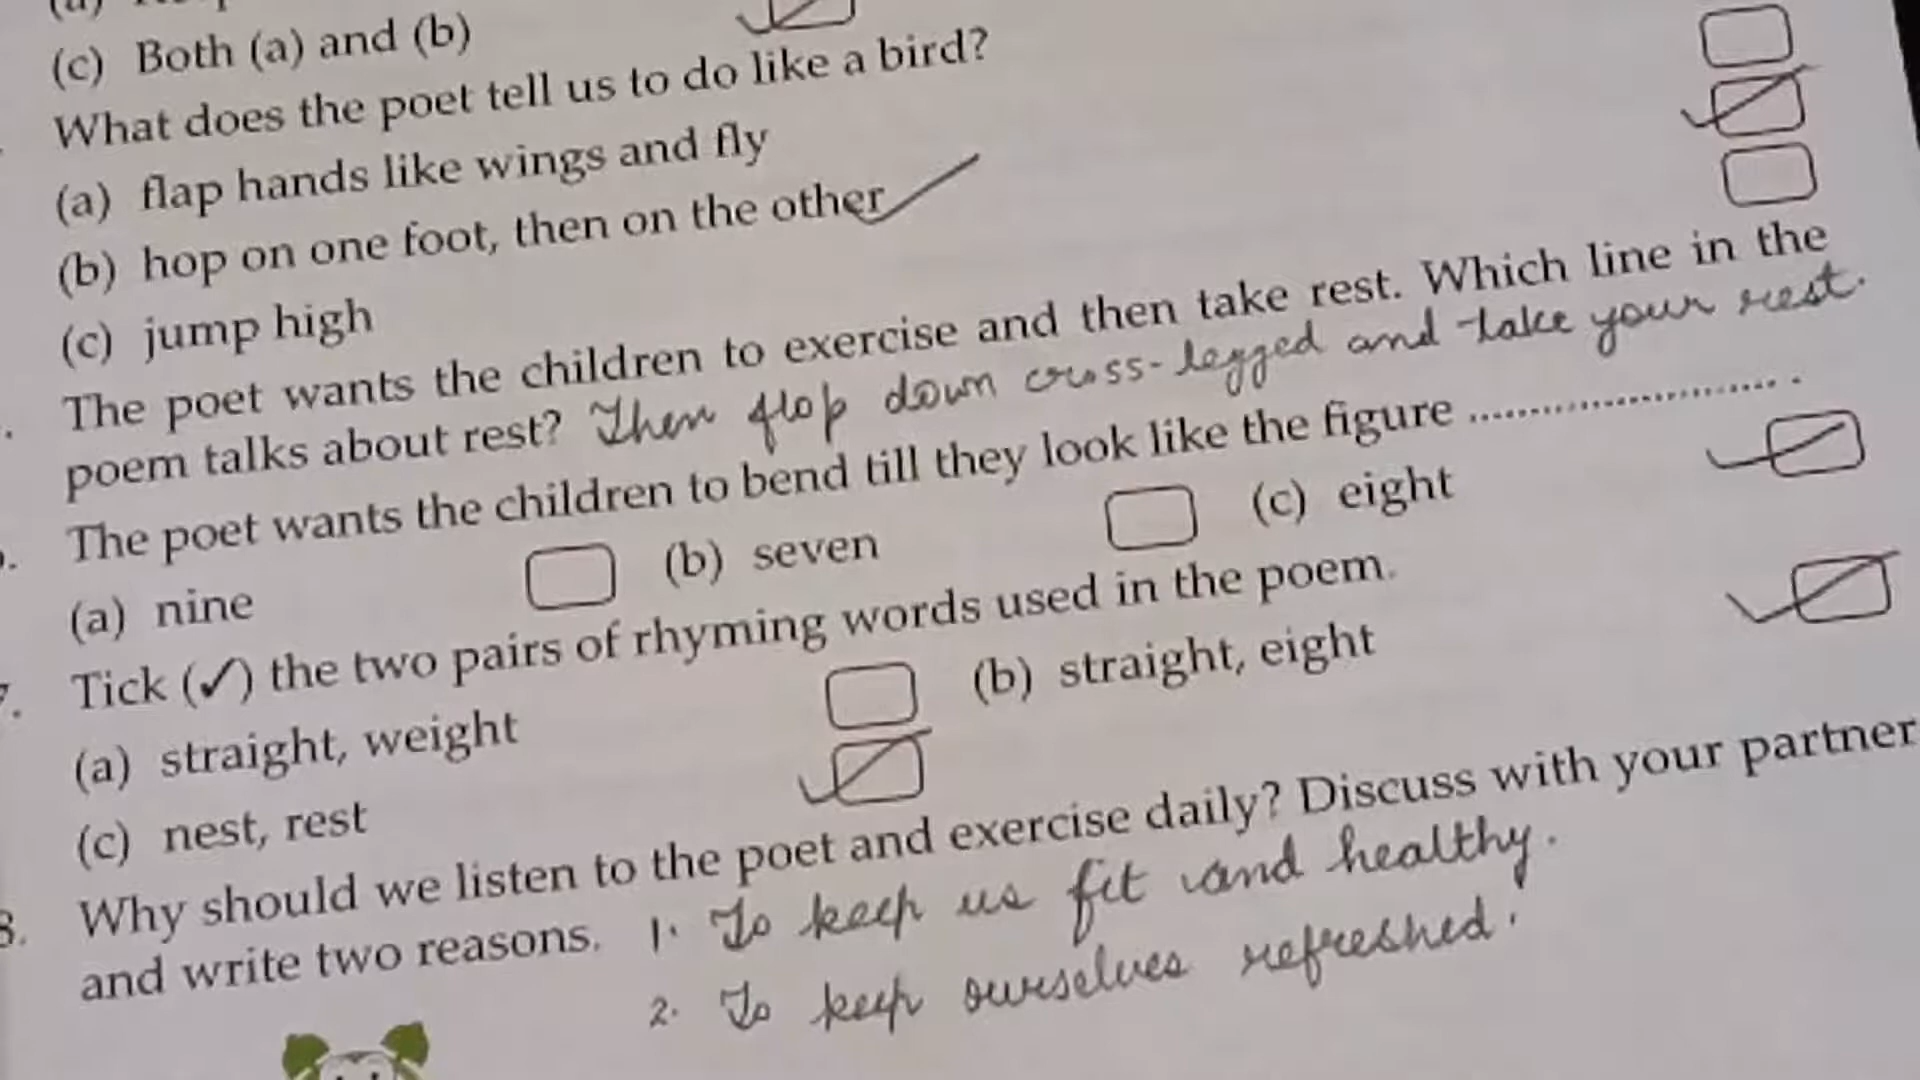 (c) Both (a) and (b)
What does the poet tell us to do like a bird?
(a) flap hands like wings and fly
(b) hop on one foot, then on the other
(c) jump high
The poet wants the children to exercise and then take rest. Which line in the
poem talks about rest? Then flop down cross-legged and take your rest.
The poet wants the children to bend till they look like the figure ............................ .
(a) nine (b) seven (c) eight
7. Tick (✓) the two pairs of rhyming words used in the poem.
(a) straight, weight (b) straight, eight
(c) nest, rest
8. Why should we listen to the poet and exercise daily? Discuss with your partner
and write two reasons. 1. To keep us fit and healthy.
2. To keep ourselves refreshed.